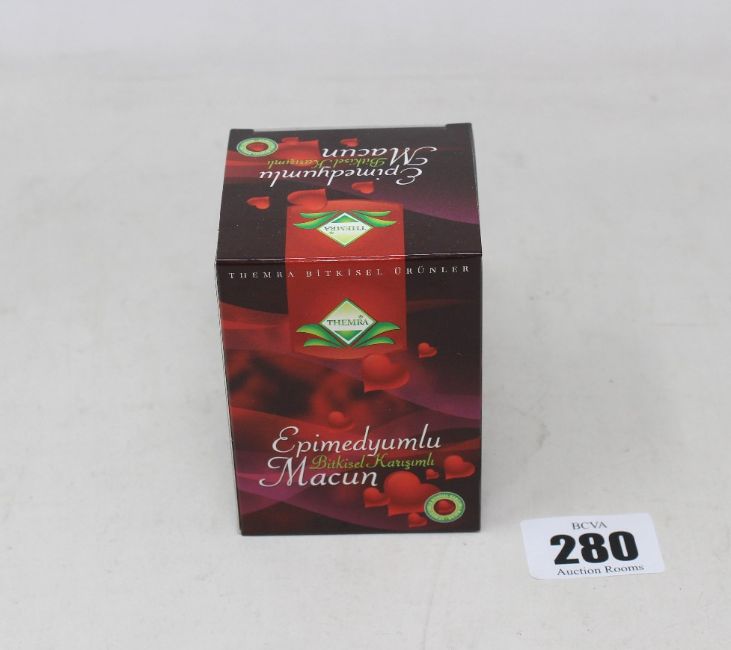 Epimedyumlu
Bitkisel Karışımlı
Macun
THEMRA
THEMRA BİTKİSEL ÜRÜNLER
THEMRA
Epimedyumlu
Bitkisel Karışımlı
Macun
BCVA
280
Auction Rooms